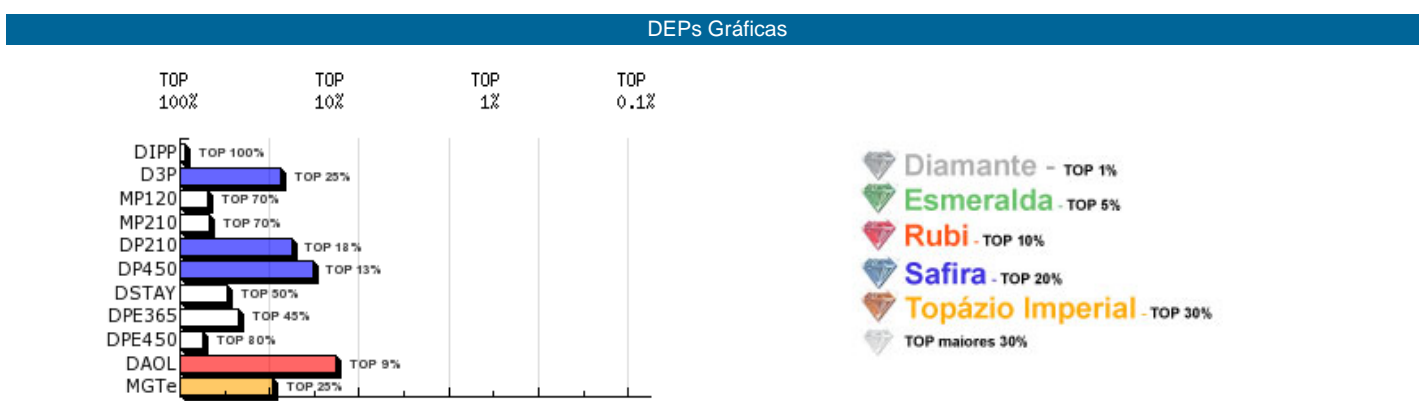 DEPs Gráficas
TOP 100% TOP 10% TOP 1% TOP 0.1%
DIPP TOP 100%
D3P TOP 25%
MP120 TOP 70%
MP210 TOP 70%
DP210 TOP 18%
DP450 TOP 13%
DSTAY TOP 50%
DPE365 TOP 45%
DPE450 TOP 80%
DAOL TOP 9%
MGTe TOP 25%
Diamante - TOP 1%
Esmeralda - TOP 5%
Rubi - TOP 10%
Safira - TOP 20%
Topázio Imperial - TOP 30%
TOP maiores 30%